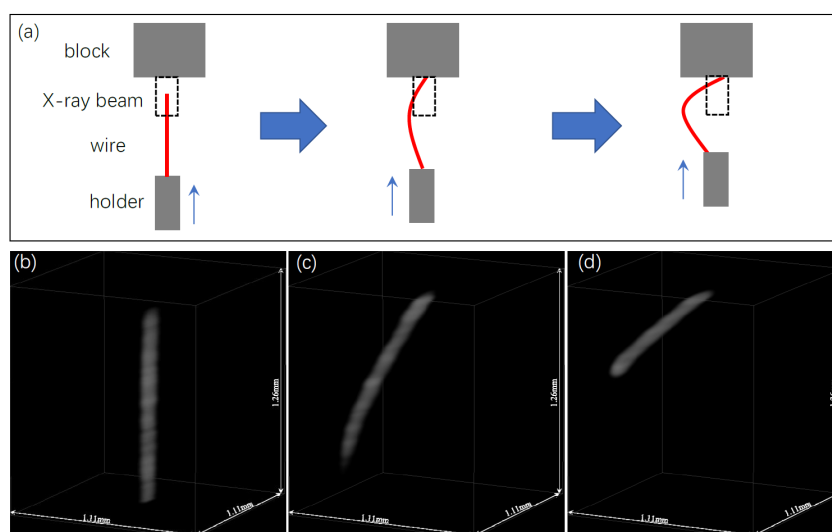 (a)
block
X-ray beam
wire
holder
(b)
(c)
(d)
1.26mm
1.26mm
1.11mm
1.11mm
1.11mm
1.11mm
1.11mm